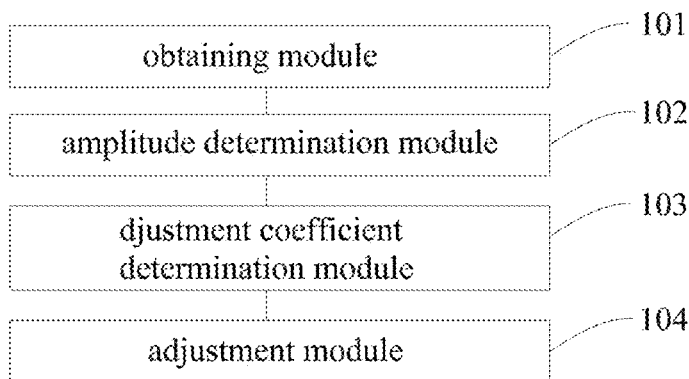 101
obtaining module
102
amplitude determination module
103
djustment coefficient
determination module
104
adjustment module